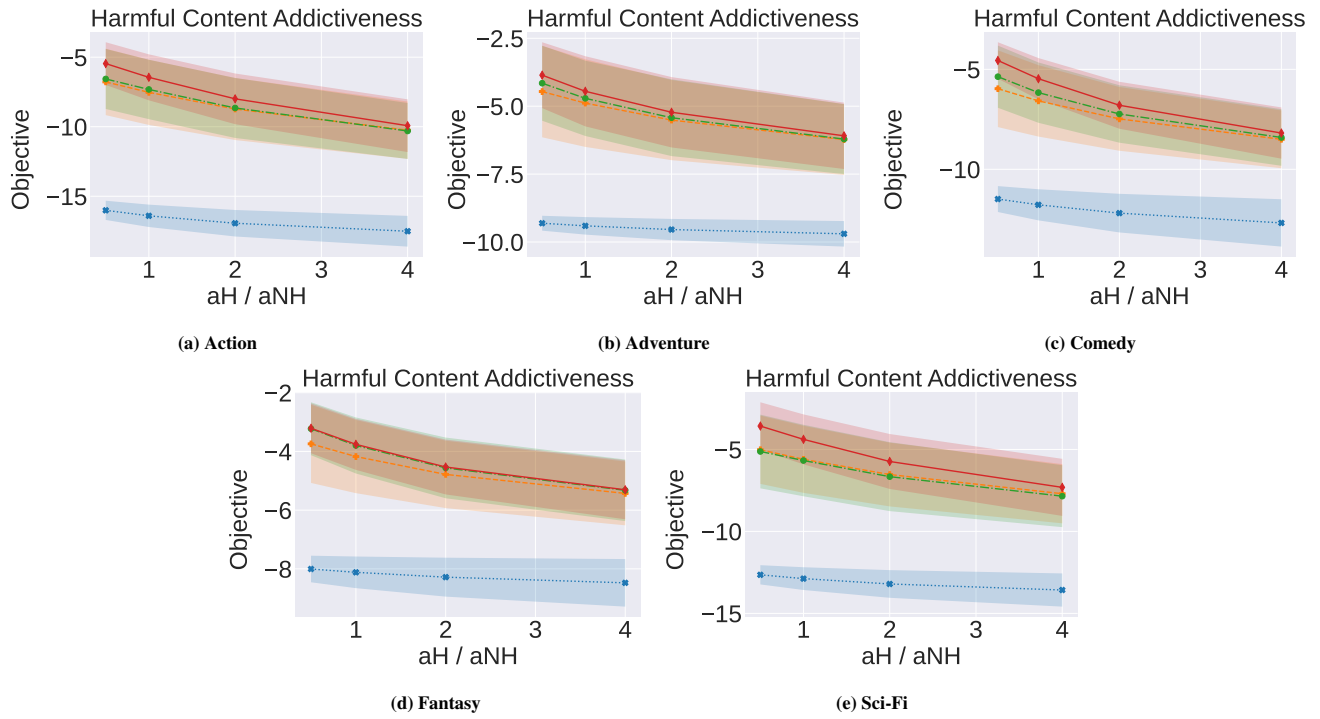 Harmful Content Addictiveness Harmful Content Addictiveness Harmful Content Addictiveness
−5
−10
−15
Objective
1 2 3 4
aH / aNH
(a) Action
−2.5
−5.0
−7.5
−10.0
Objective
1 2 3 4
aH / aNH
(b) Adventure
−5
−10
Objective
1 2 3 4
aH / aNH
(c) Comedy
Harmful Content Addictiveness
−2
−4
−6
−8
Objective
1 2 3 4
aH / aNH
(d) Fantasy
Harmful Content Addictiveness
−5
−10
−15
Objective
1 2 3 4
aH / aNH
(e) Sci-Fi